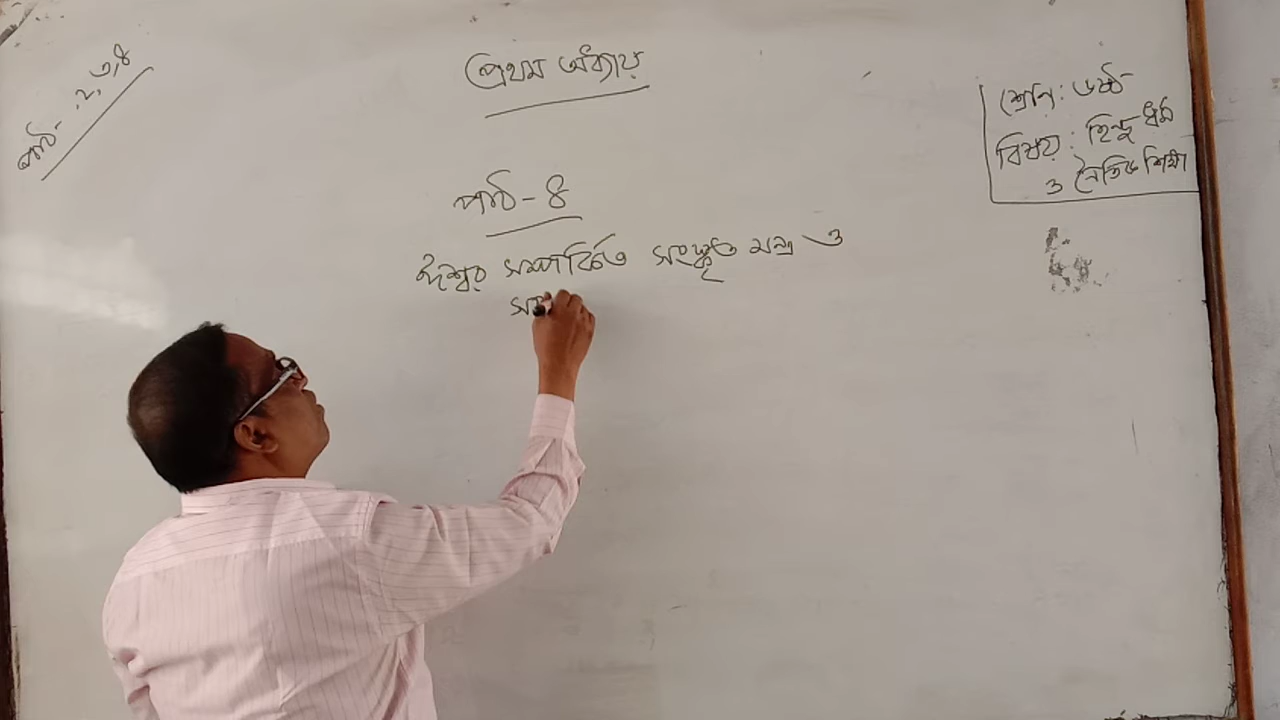 পাঠ- ২, ৩, ৪
প্রথম অধ্যায়
শ্রেণি: ৬ষ্ঠ
বিষয়: হিন্দু ধর্ম
ও নৈতিক শিক্ষা
পাঠ- ৪
ঈশ্বর সম্পর্কিত সংস্কৃত মন্ত্র ও